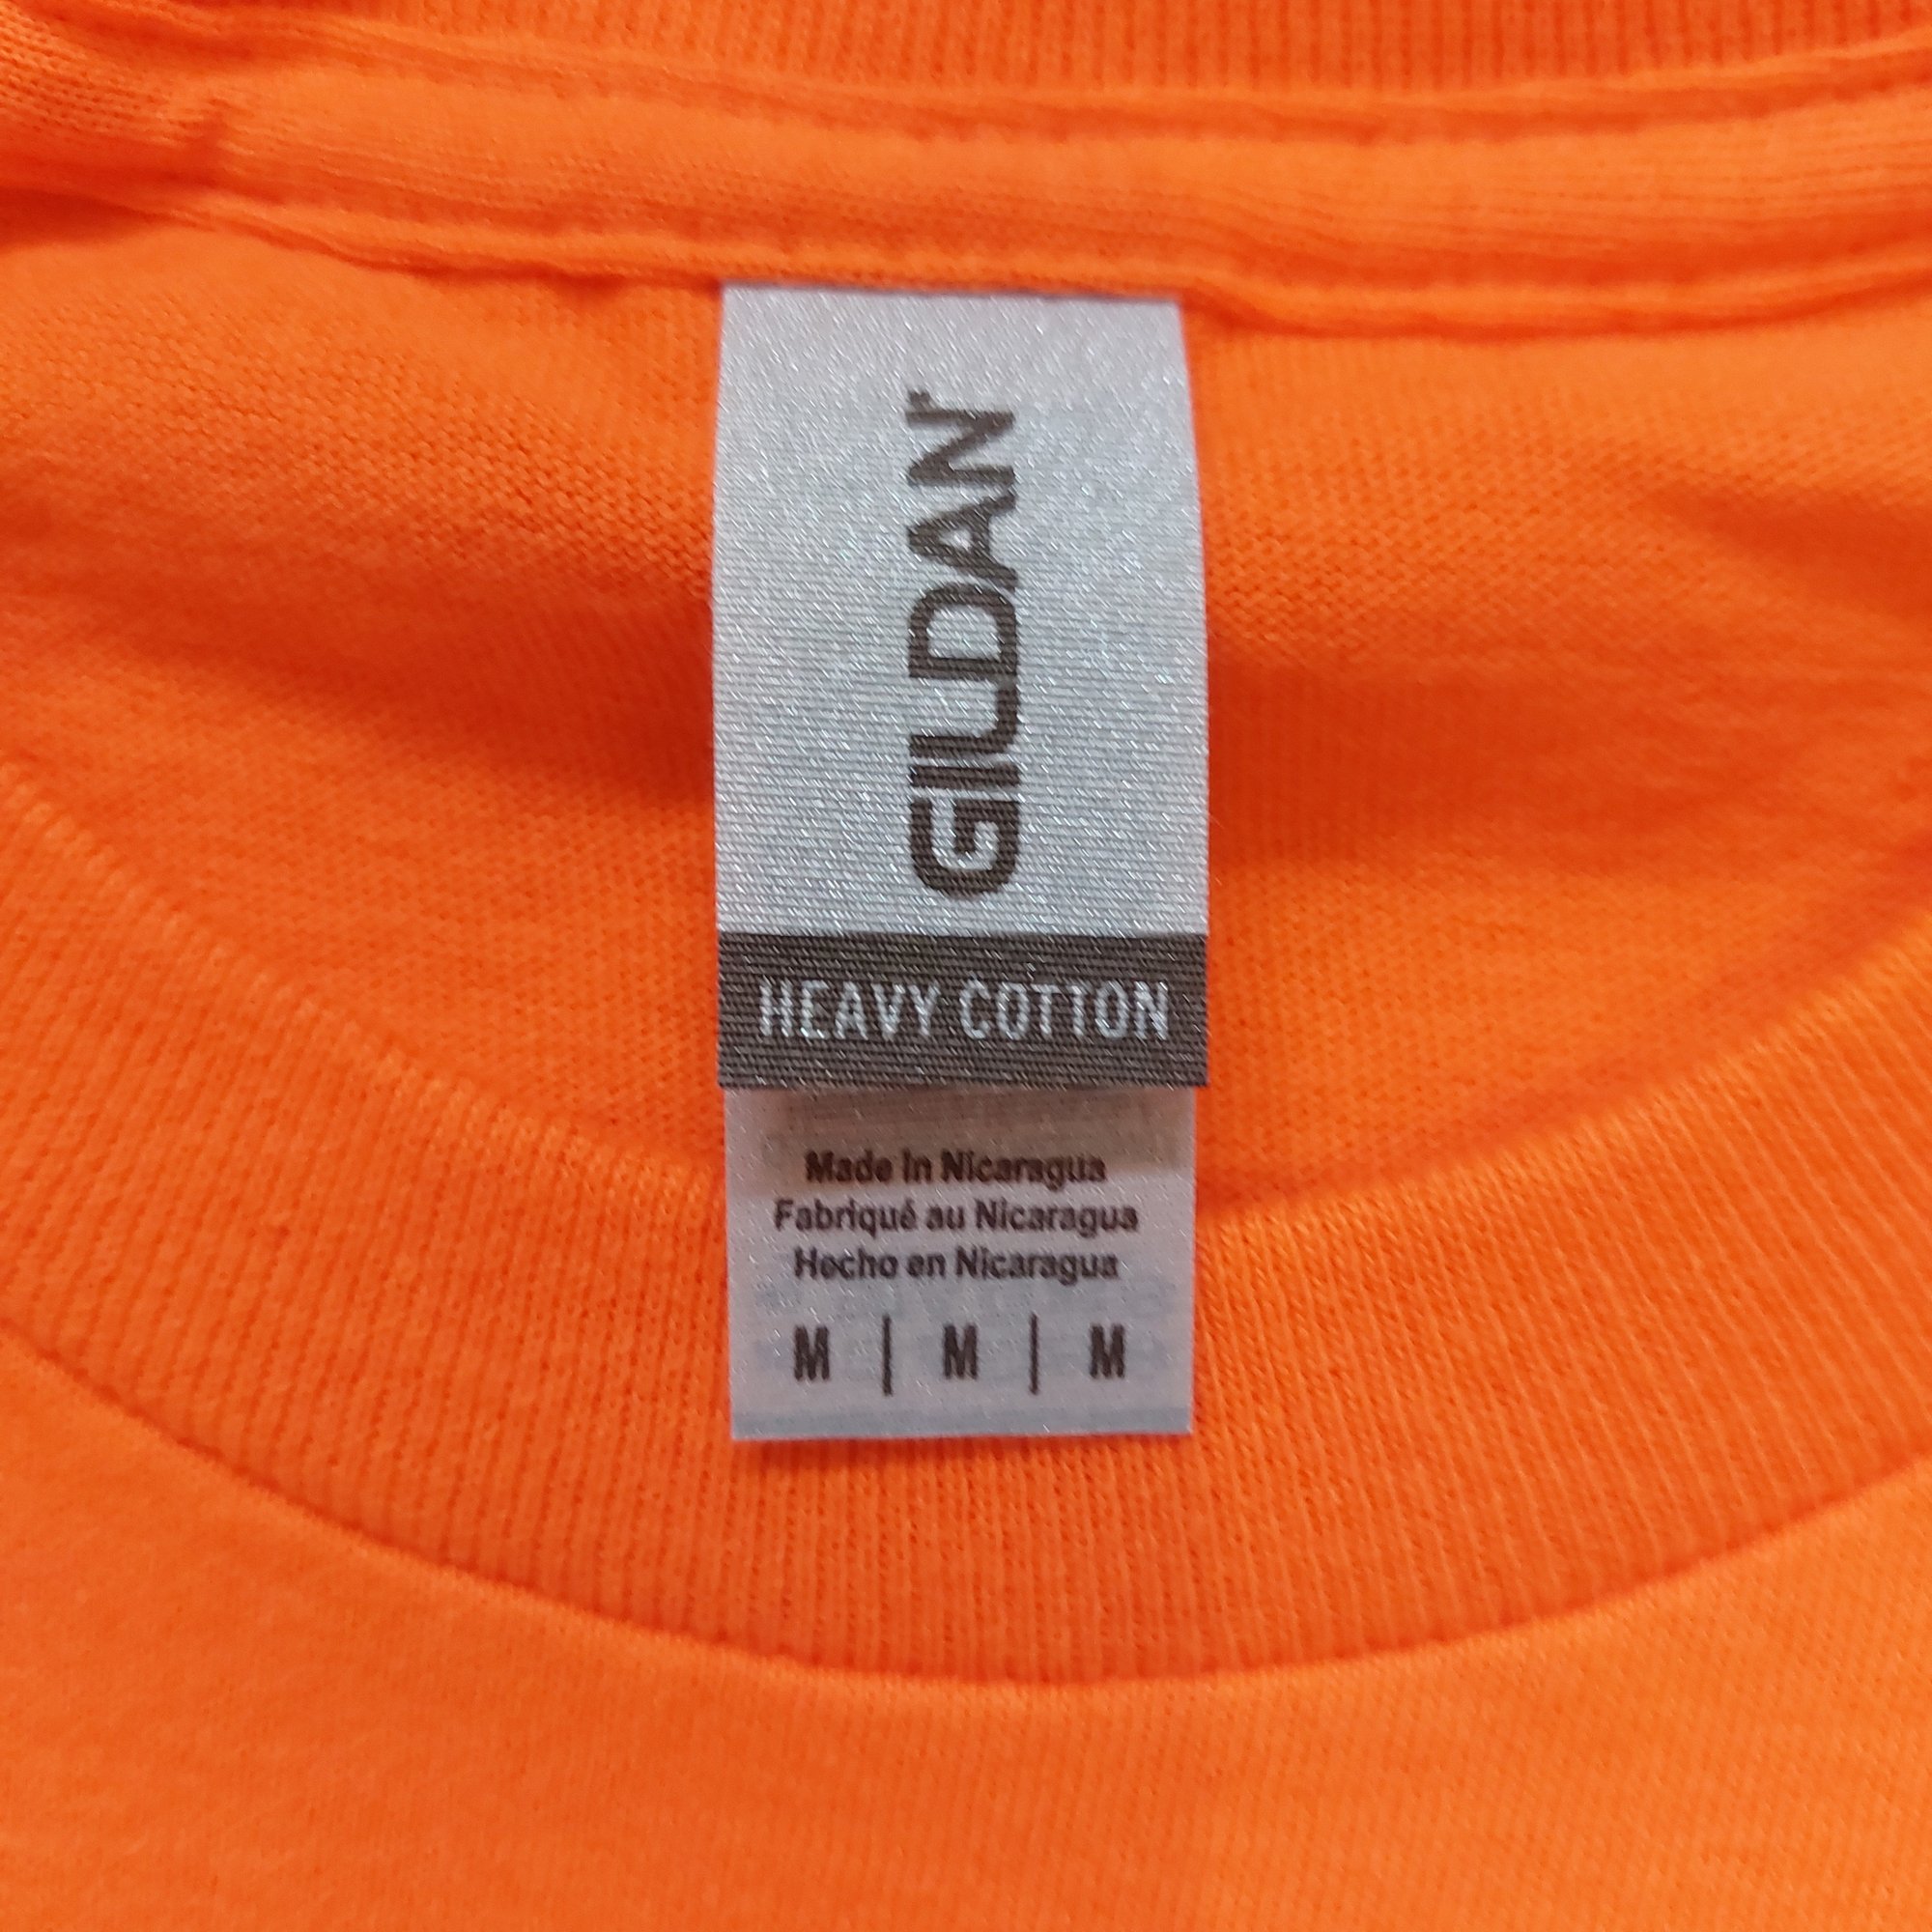 GILDAN
HEAVY COTTON
Made in Nicaragua
Fabriqué au Nicaragua
Hecho en Nicaragua
M | M | M